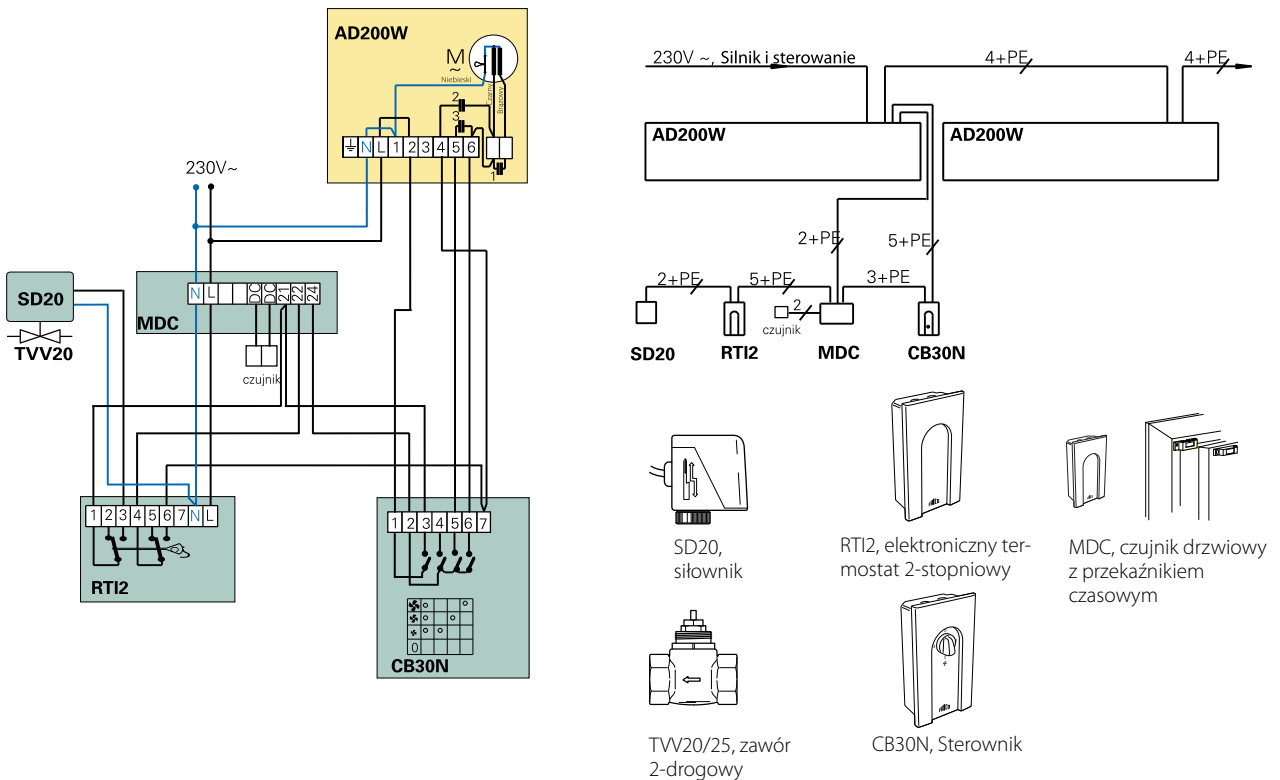 AD200W
M
~
Niebieski
Czarny
Brązowy
2
3
N L 1 2 3 4 5 6
1
230V~
SD20
TVV20
N L DC DC 21 22 24
MDC
czujnik
1 2 3 4 5 6 7 N L
RTI2
1 2 3 4 5 6 7
0
CB30N
230V ~, Silnik i sterowanie
4+PE
4+PE
AD200W
AD200W
2+PE
5+PE
2+PE
5+PE
3+PE
2
czujnik
SD20
RTI2
MDC
CB30N
SD20,
siłownik
RTI2, elektroniczny ter-
mostat 2-stopniowy
MDC, czujnik drzwiowy
z przekaźnikiem
czasowym
TVV20/25, zawór
2-drogowy
CB30N, Sterownik